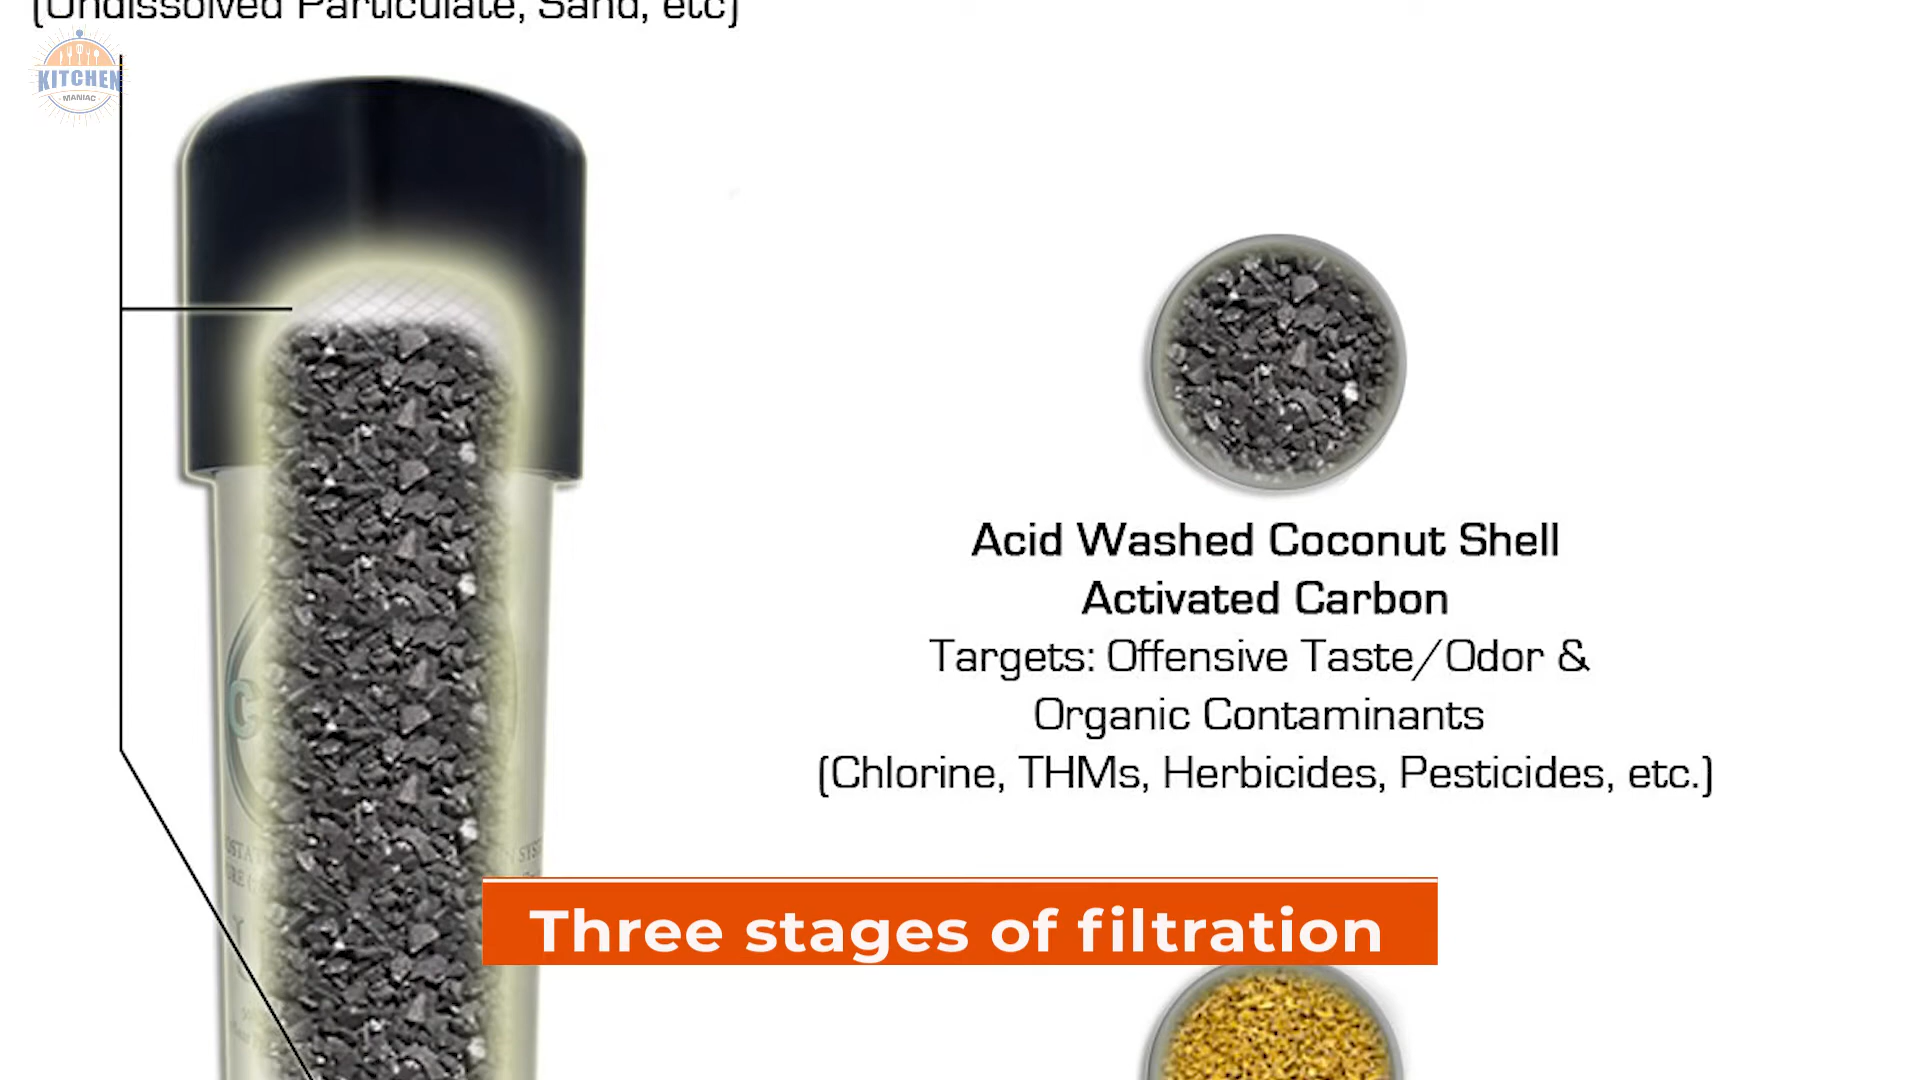 (Undissolved Particulate, Sand, etc)
KITCHEN
MANIAC
Acid Washed Coconut Shell
Activated Carbon
Targets: Offensive Taste/Odor &
Organic Contaminants
(Chlorine, THMs, Herbicides, Pesticides, etc.)
Three stages of filtration